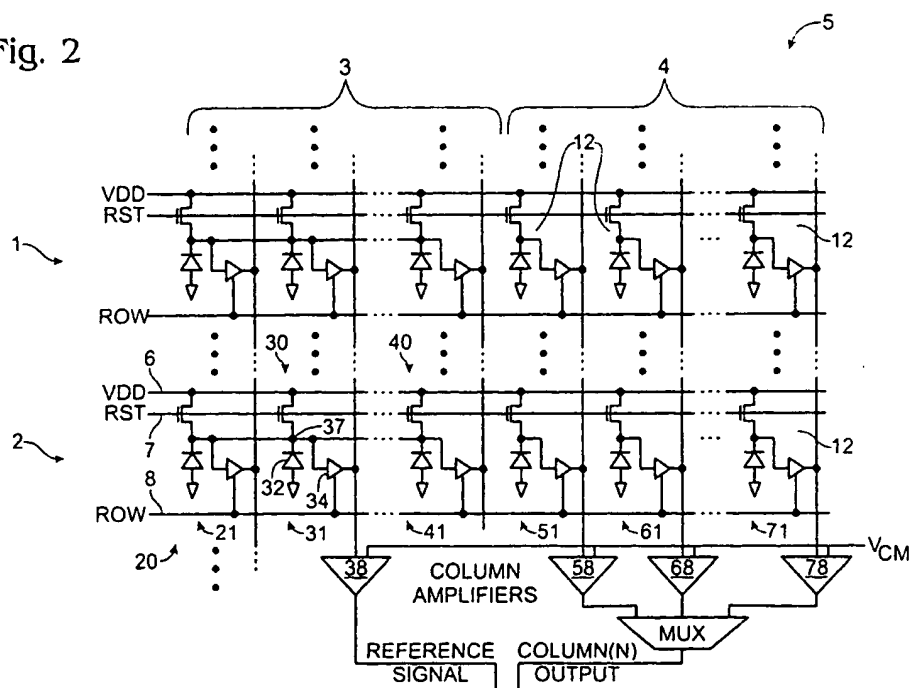 Fig. 2
5
3
4
12
VDD
RST
1
12
ROW
30
40
6
VDD
RST
7
37
2
12
8
32
34
ROW
21
31
41
51
61
71
20
VCM
38
58
68
78
COLUMN
AMPLIFIERS
MUX
REFERENCE
SIGNAL
COLUMN(N)
OUTPUT